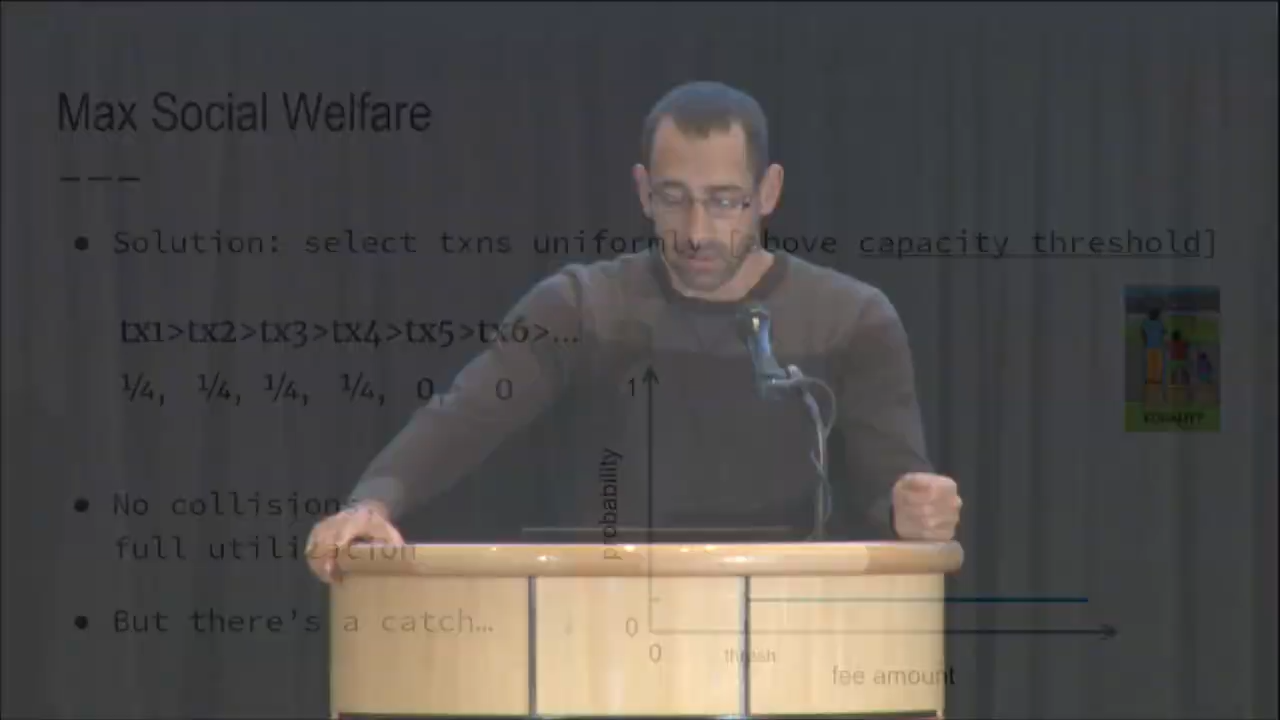 Max Social Welfare
---
● Solution: select txns uniformly [above capacity threshold]
tx1>tx2>tx3>tx4>tx5>tx6>...
¼, ¼, ¼, ¼, 0, 0
EQUALITY
● No collisions
full utilization
● But there's a catch…
1
probability
0
0
thresh
fee amount